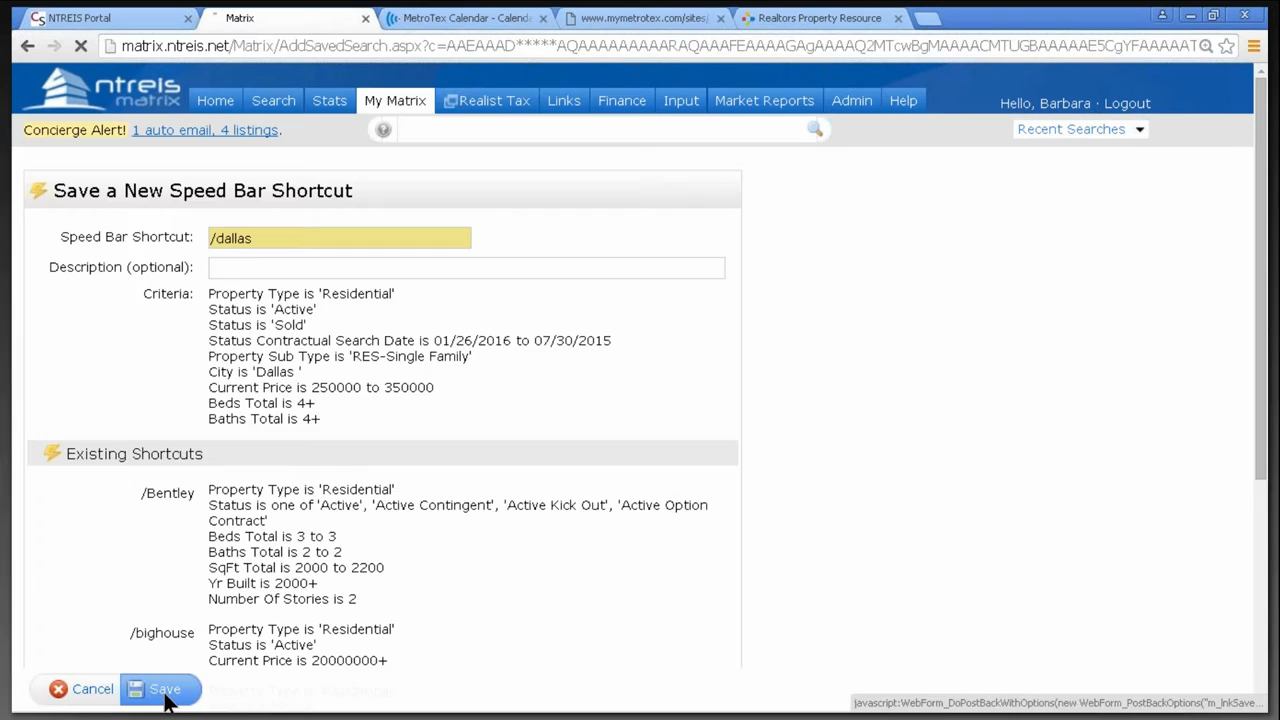 NTREIS Portal
Matrix
MetroTex Calendar - Calenda
www.mymetrotex.com/sites/
Realtors Property Resource
matrix.ntreis.net/Matrix/AddSavedSearch.aspx?c=AAEAAAD*****AQAAAAAAAAARAQAAAFEAAAAGAgAAAAQ2MTcwBgMAAAACMTUGBAAAAAE5CgYFAAAAAT
ntreis
matrix
Home
Search
Stats
My Matrix
Realist Tax
Links
Finance
Input
Market Reports
Admin
Help
Hello, Barbara · Logout
Concierge Alert! 1 auto email, 4 listings.
Recent Searches
Save a New Speed Bar Shortcut
Speed Bar Shortcut: /dallas
Description (optional):
Criteria: Property Type is 'Residential'
Status is 'Active'
Status is 'Sold'
Status Contractual Search Date is 01/26/2016 to 07/30/2015
Property Sub Type is 'RES-Single Family'
City is 'Dallas '
Current Price is 250000 to 350000
Beds Total is 4+
Baths Total is 4+
Existing Shortcuts
/Bentley Property Type is 'Residential'
Status is one of 'Active', 'Active Contingent', 'Active Kick Out', 'Active Option
Contract'
Beds Total is 3 to 3
Baths Total is 2 to 2
SqFt Total is 2000 to 2200
Yr Built is 2000+
Number Of Stories is 2
/bighouse Property Type is 'Residential'
Status is 'Active'
Current Price is 20000000+
Cancel
Save
javascript:WebForm_DoPostBackWithOptions(new WebForm_PostBackOptions("m_lnkSave...